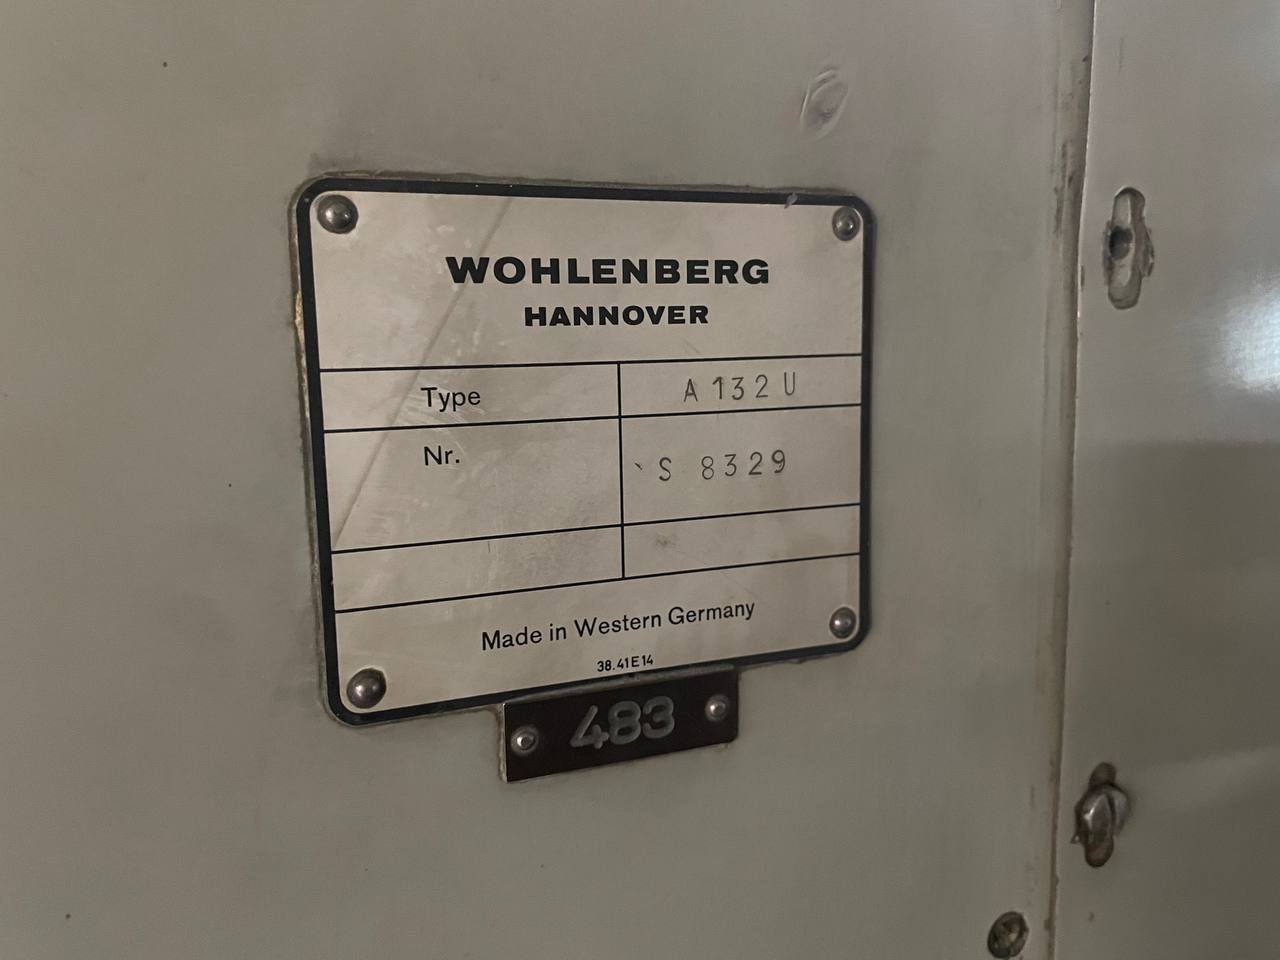 WOHLENBERG
HANNOVER
Type A 132 U
Nr. S 8329
Made in Western Germany
38.41E14
483